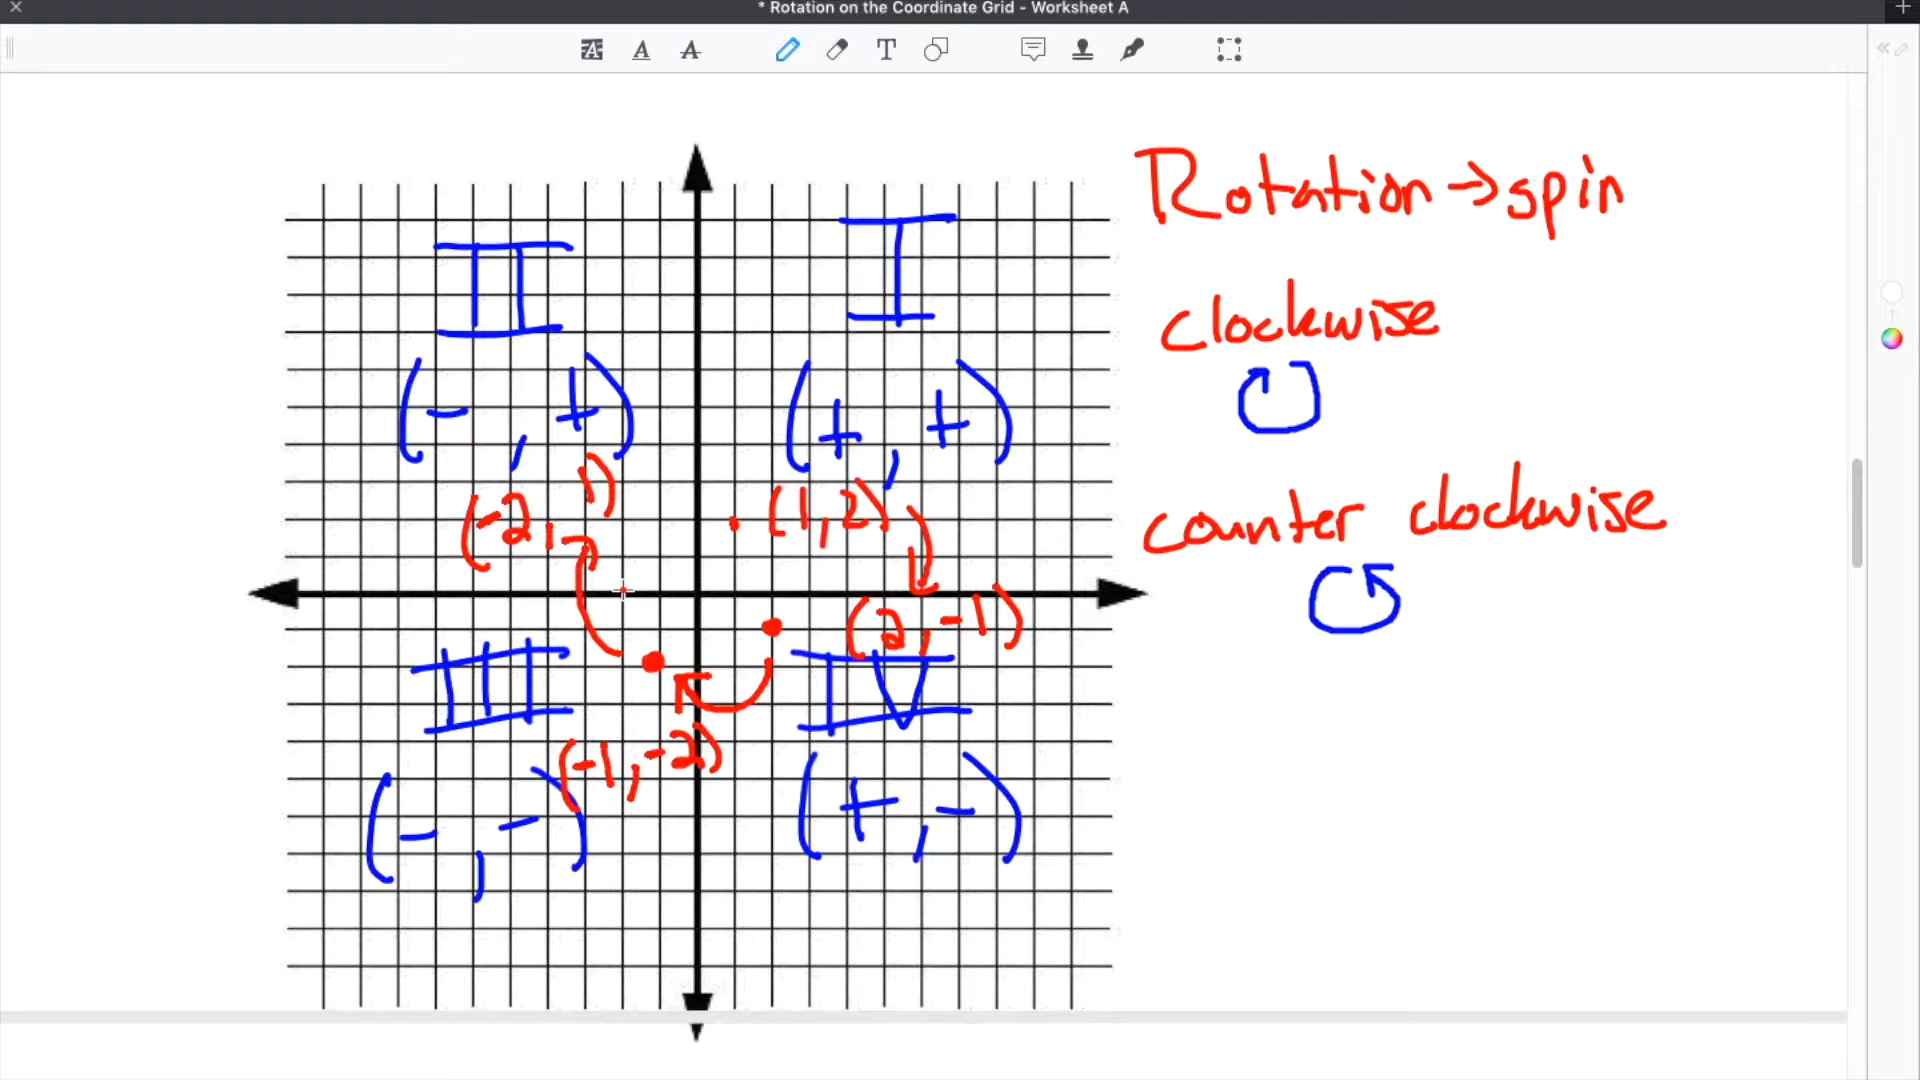 * Rotation on the Coordinate Grid - Worksheet A
A A A T
Rotation → spin
II I
clockwise
(-, +) (+, +)
(-2, 1) (1, 2)
counter clockwise
(2, -1)
III IV
(-1, -2)
(-, -) (+, -)